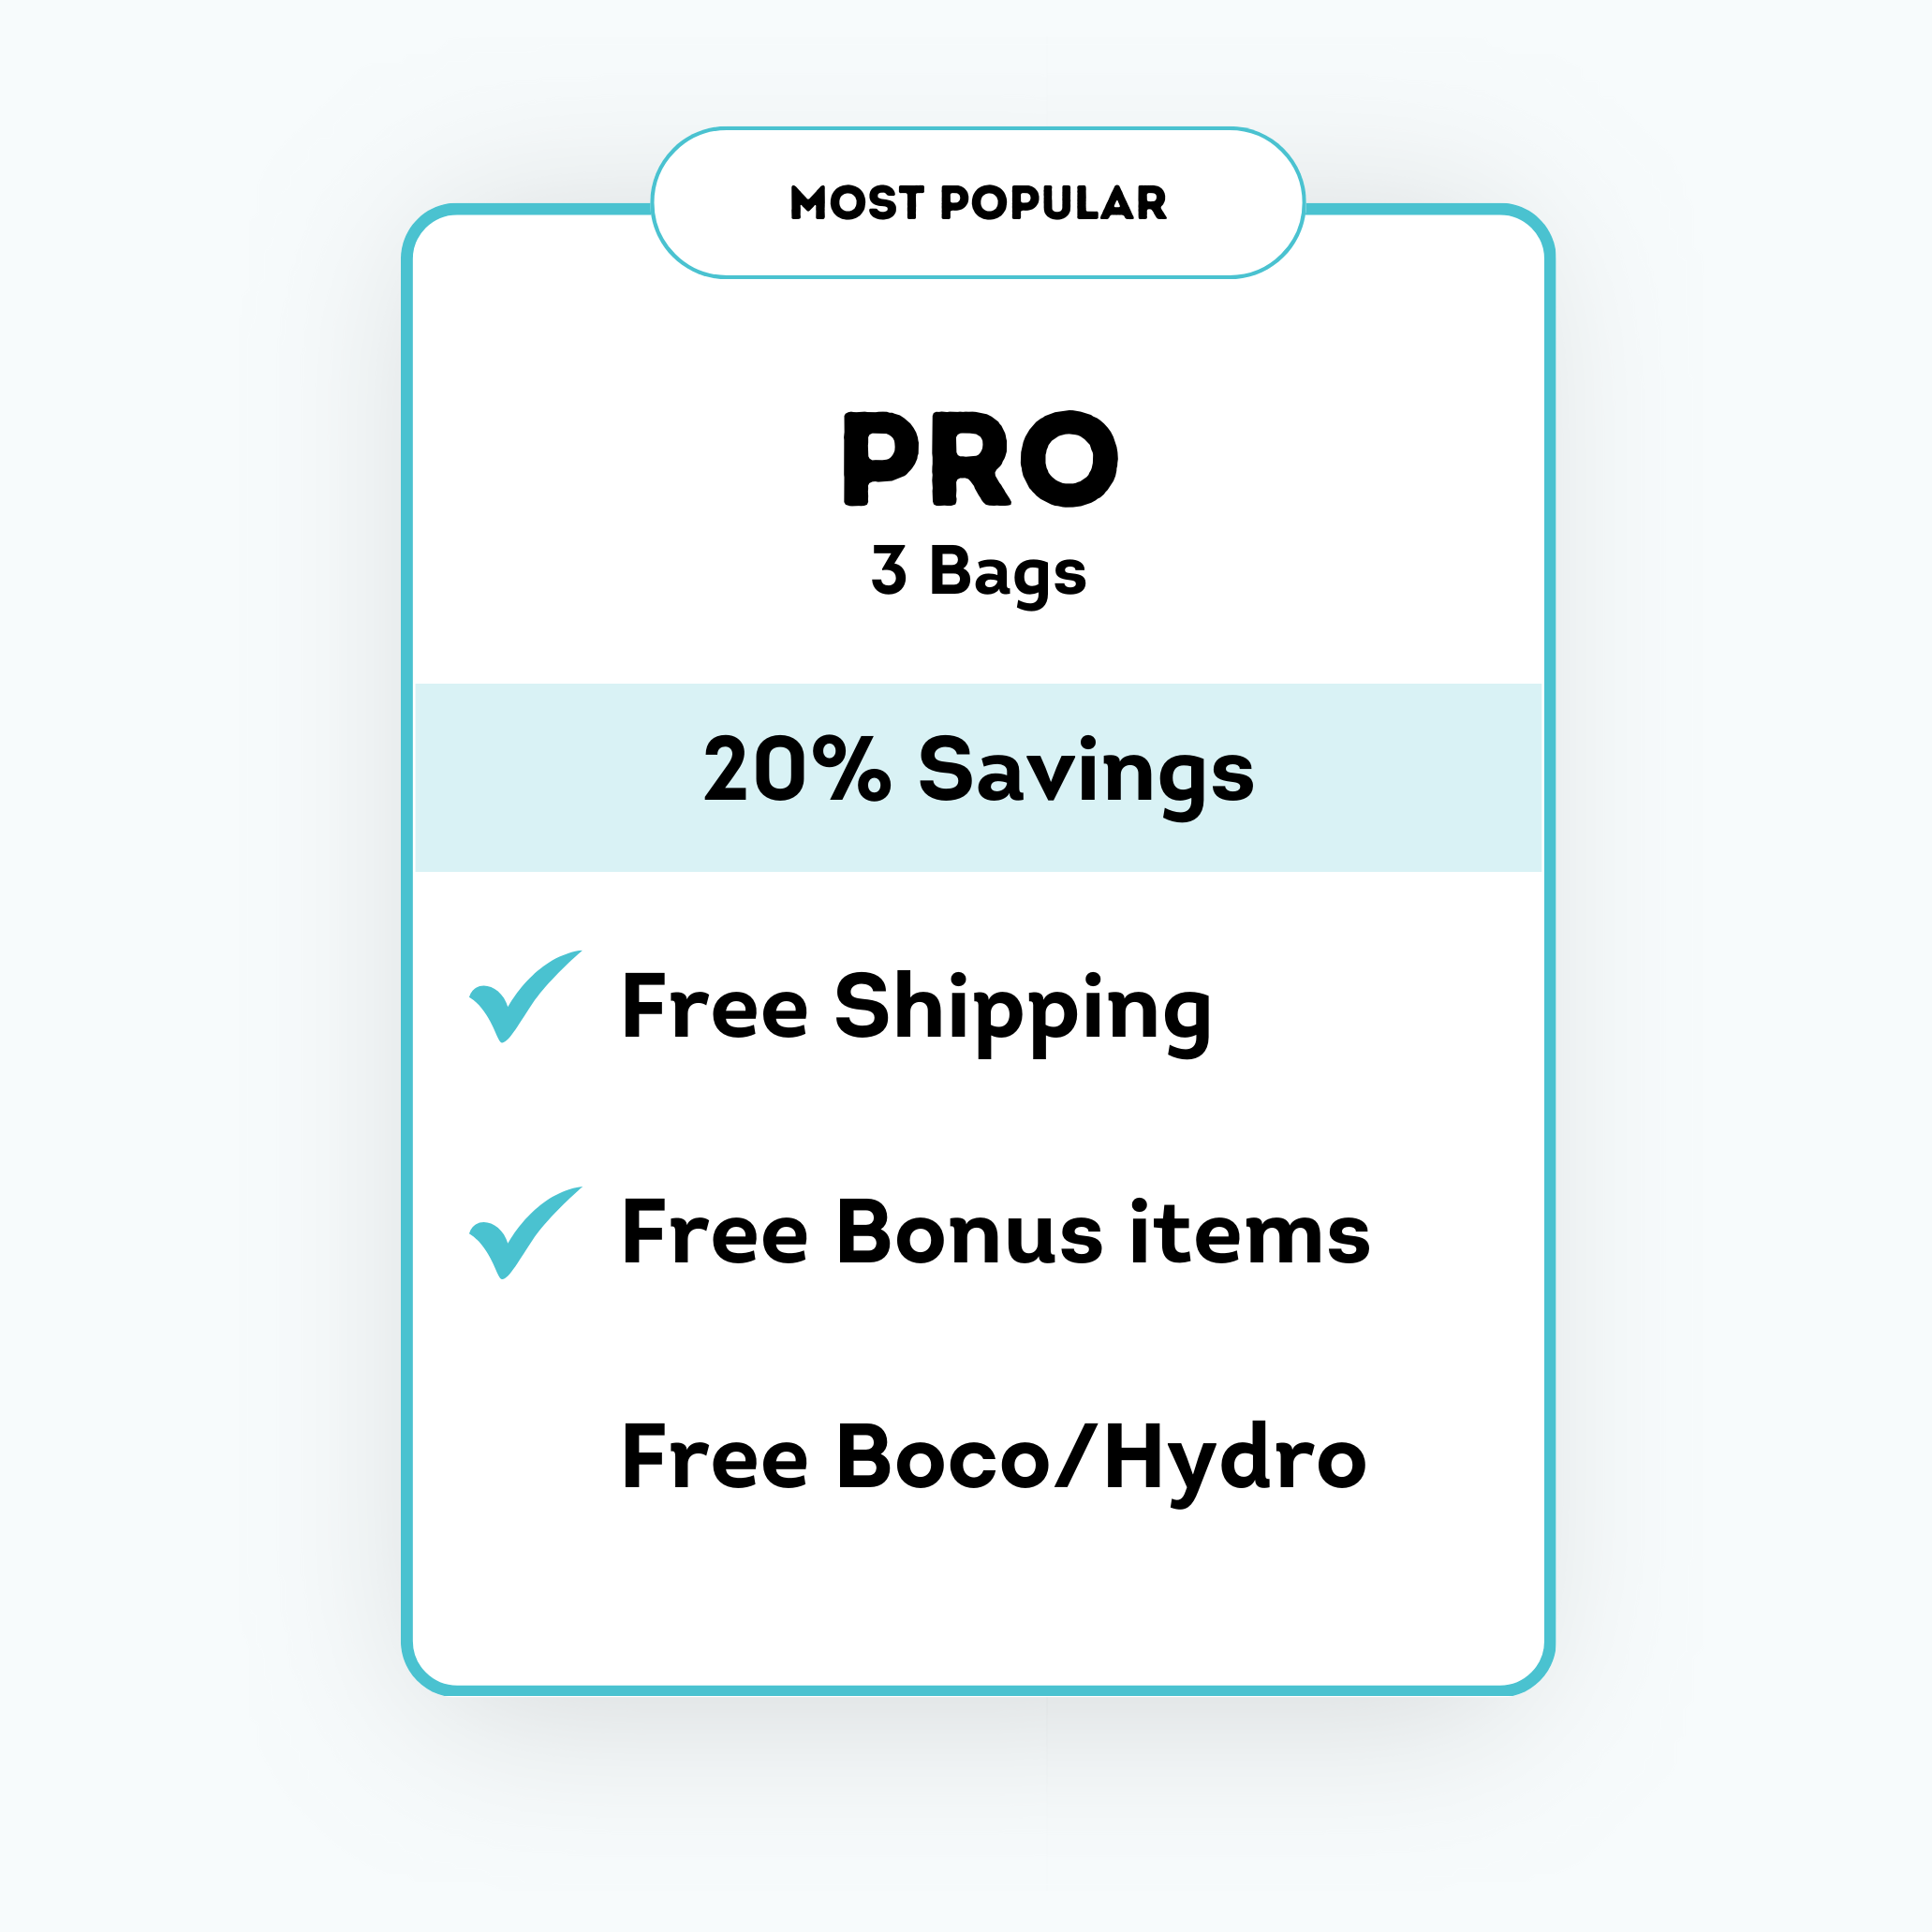 MOST POPULAR
PRO
3 Bags
20% Savings
Free Shipping
Free Bonus items
Free Boco/Hydro